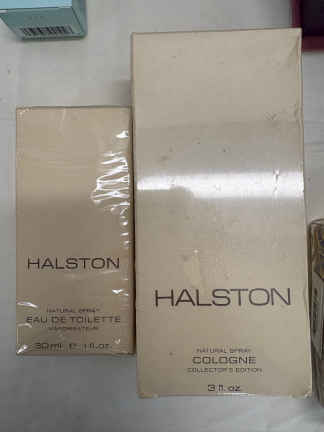 HALSTON
NATURAL SPRAY
EAU DE TOILETTE
VAPORISATEUR
30 ml ℮ 1 fl.oz.
HALSTON
NATURAL SPRAY
COLOGNE
COLLECTOR'S EDITION
3 fl. oz.